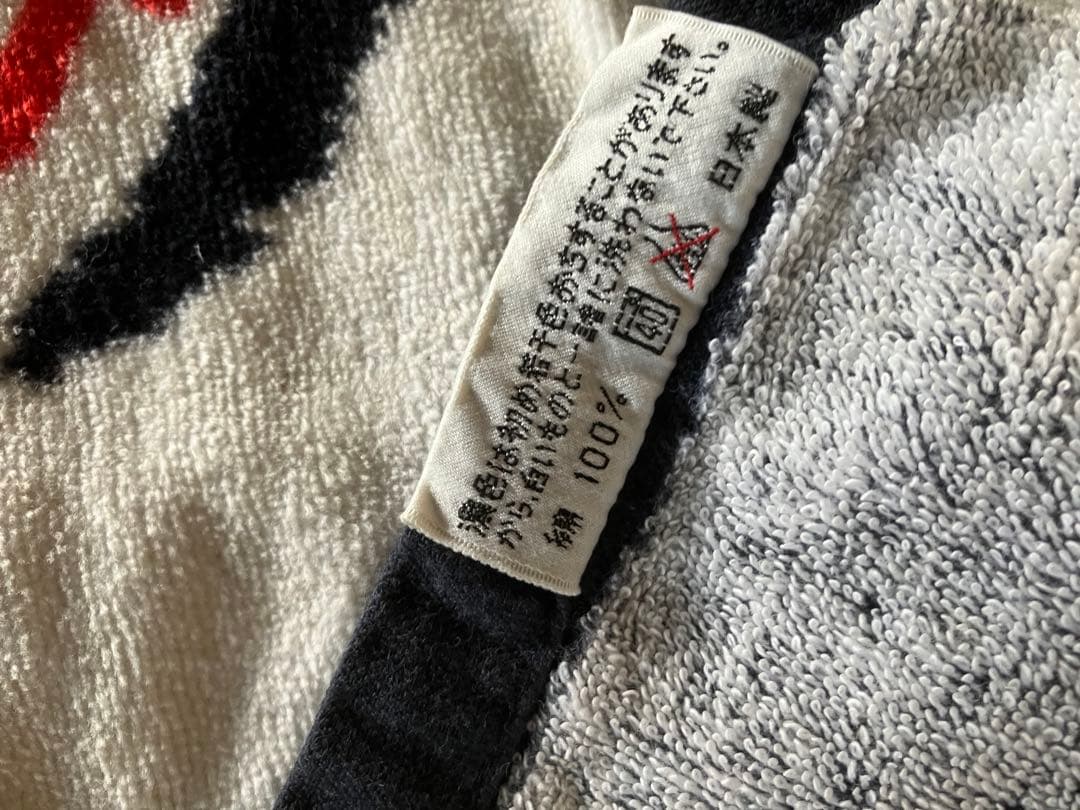 濃色は初め若干色おちすることがあります
から、白いものと一諸に洗わないで下さい。
綿 100% 40 日本製